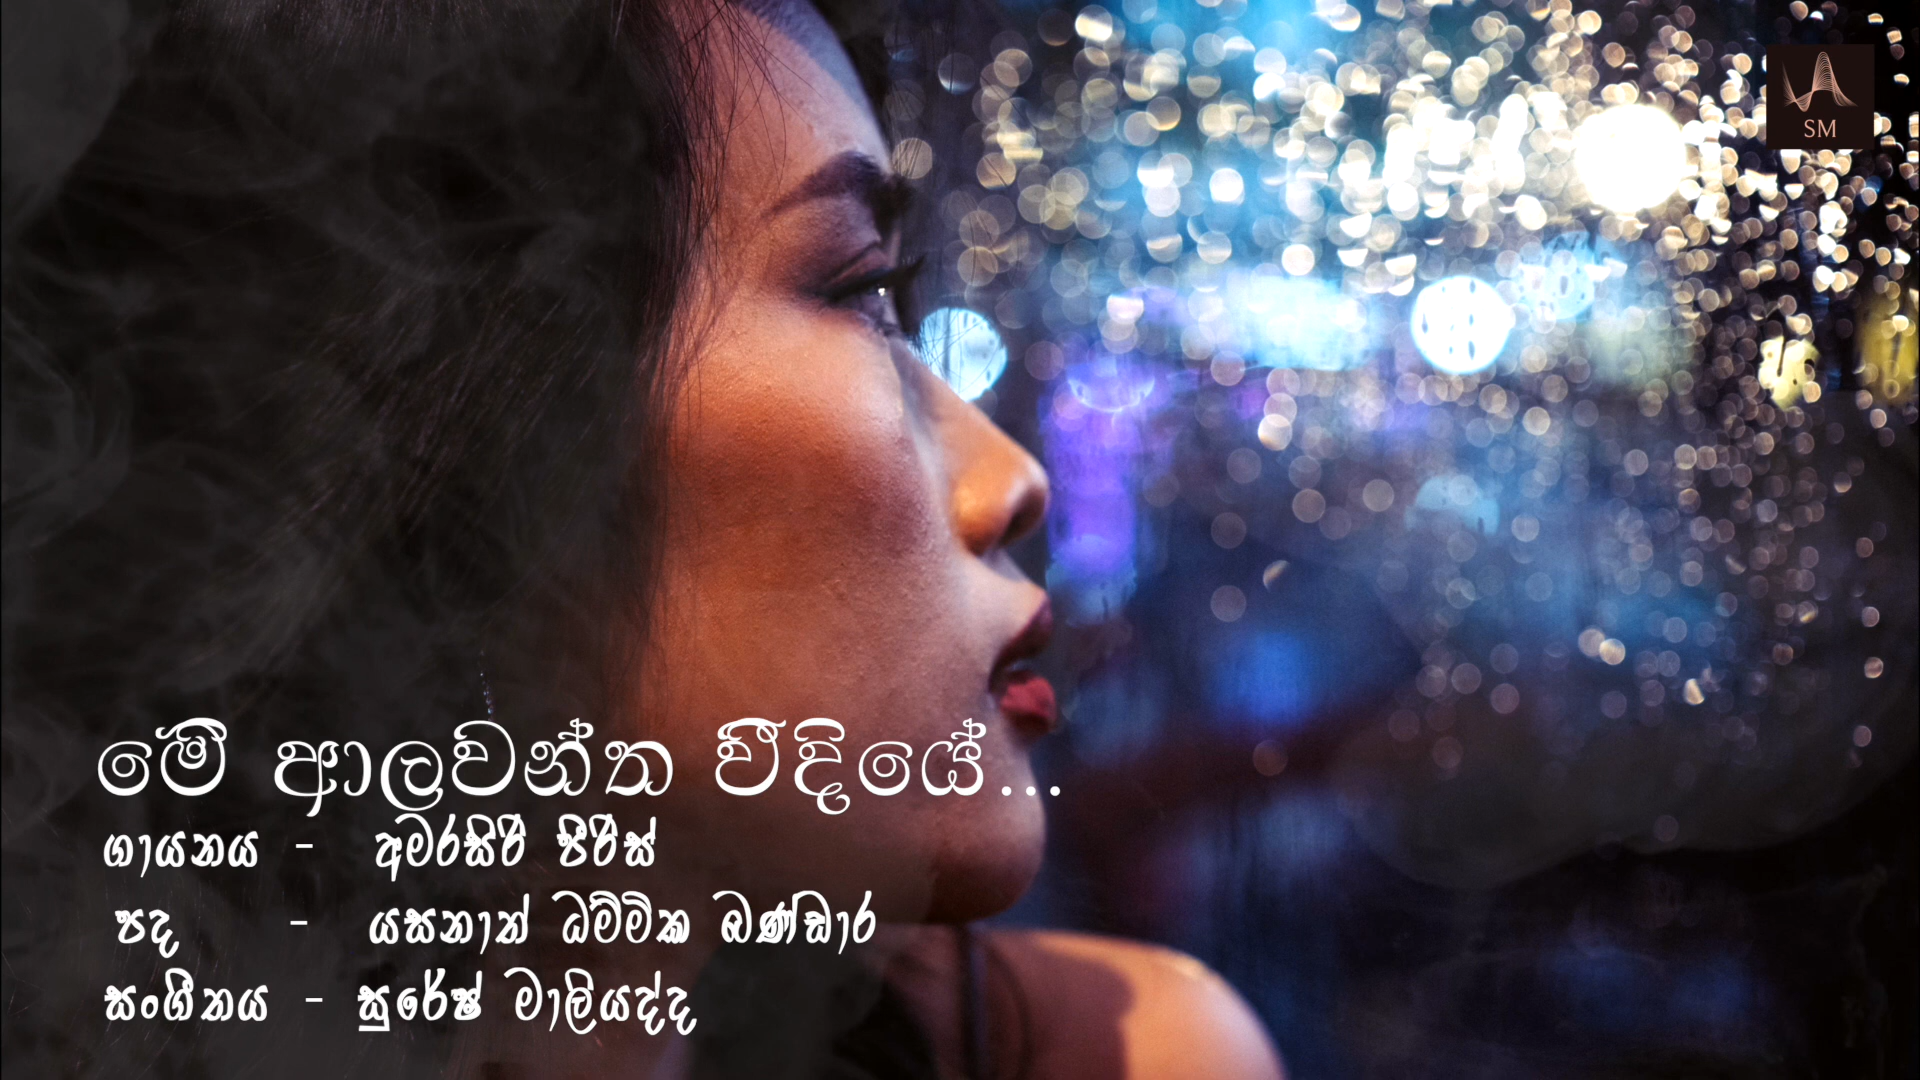 SM
මේ ආලවන්ත වීදියේ...
ගායනය - අමරසිරි පීරිස්
පද - යසනාත් ධම්මික බණ්ඩාර
සංගීතය - සුරේෂ් මාලියද්ද